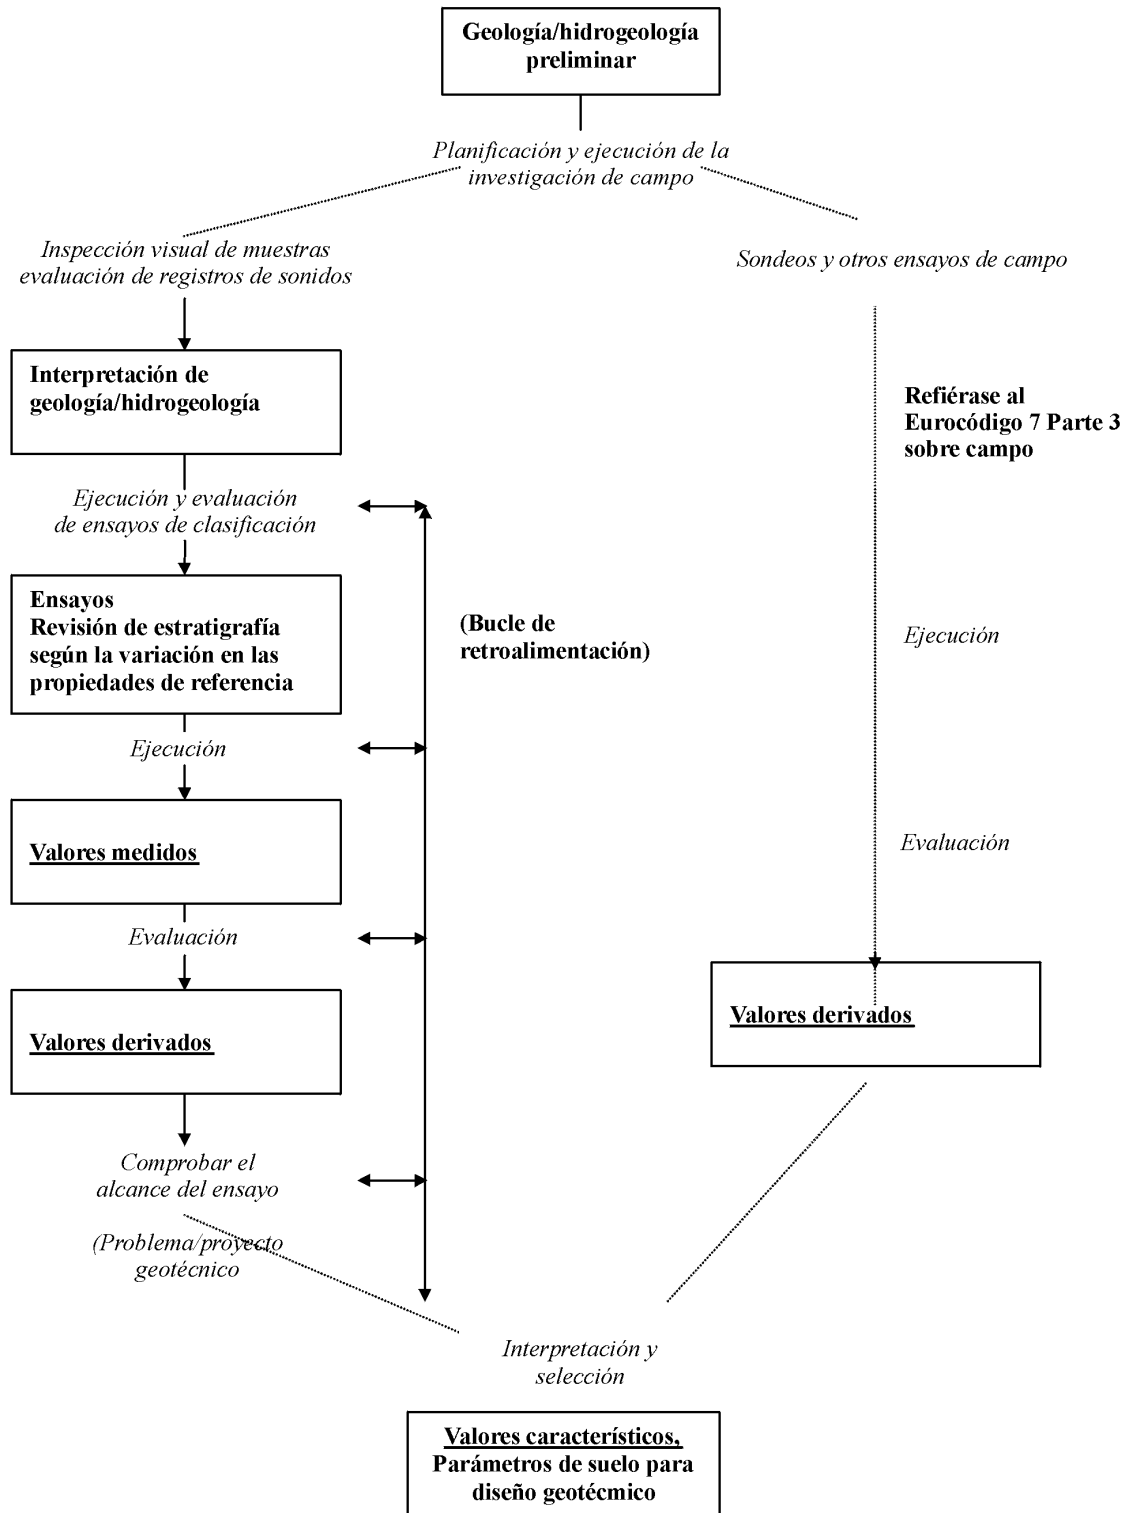 Geología/hidrogeología
preliminar
Planificación y ejecución de la
investigación de campo
Inspección visual de muestras
evaluación de registros de sonidos
Sondeos y otros ensayos de campo
Interpretación de
geología/hidrogeología
Refiérase al
Eurocódigo 7 Parte 3
sobre campo
Ejecución y evaluación
de ensayos de clasificación
Ensayos
Revisión de estratigrafía
según la variación en las
propiedades de referencia
(Bucle de
retroalimentación)
Ejecución
Ejecución
Valores medidos
Evaluación
Evaluación
Valores derivados
Valores derivados
Comprobar el
alcance del ensayo
(Problema/proyecto
geotécnico
Interpretación y
selección
Valores característicos,
Parámetros de suelo para
diseño geotécmico